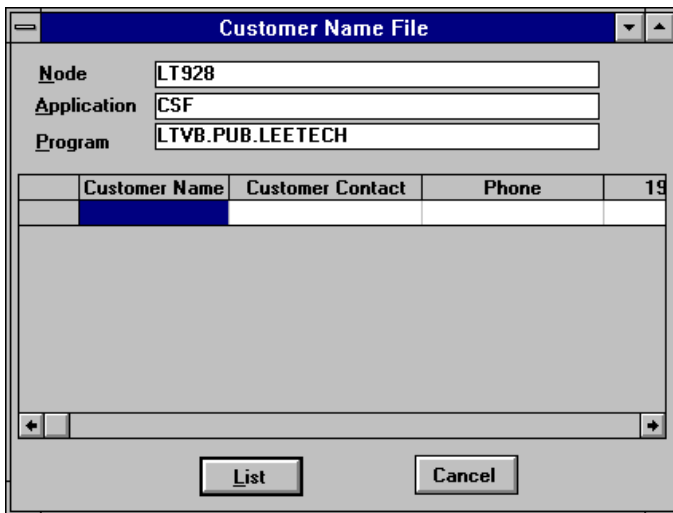 Customer Name File
Node LT928
Application CSF
Program LTVB.PUB.LEETECH
Customer Name Customer Contact Phone 19
List Cancel